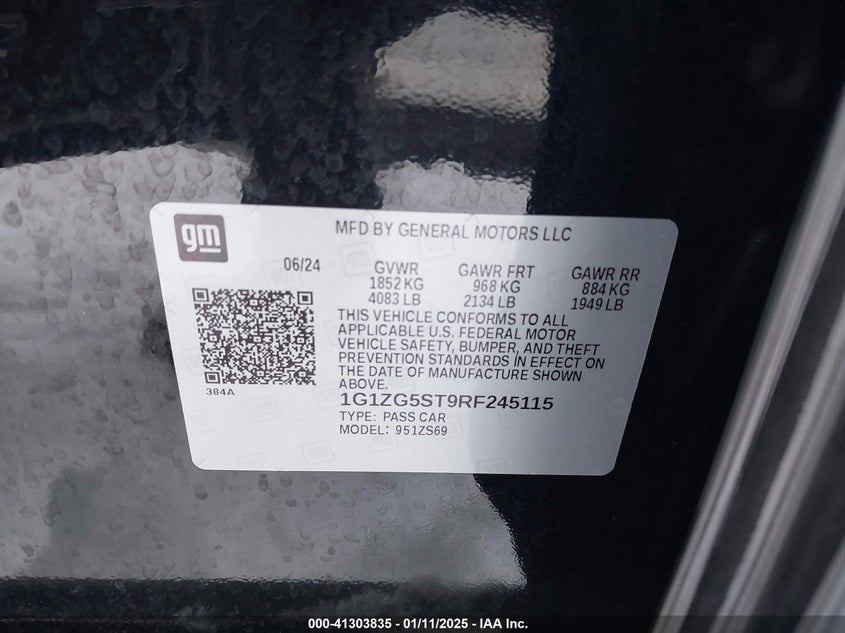 gm
MFD BY GENERAL MOTORS LLC
06/24
GVWR GAWR FRT GAWR RR
1852 KG 968 KG 884 KG
4083 LB 2134 LB 1949 LB
THIS VEHICLE CONFORMS TO ALL
APPLICABLE U.S. FEDERAL MOTOR
VEHICLE SAFETY, BUMPER, AND THEFT
PREVENTION STANDARDS IN EFFECT ON
THE DATE OF MANUFACTURE SHOWN
ABOVE.
384A
1G1ZG5ST9RF245115
TYPE: PASS CAR
MODEL: 951ZS69
000-41303835 - 01/11/2025 - IAA Inc.